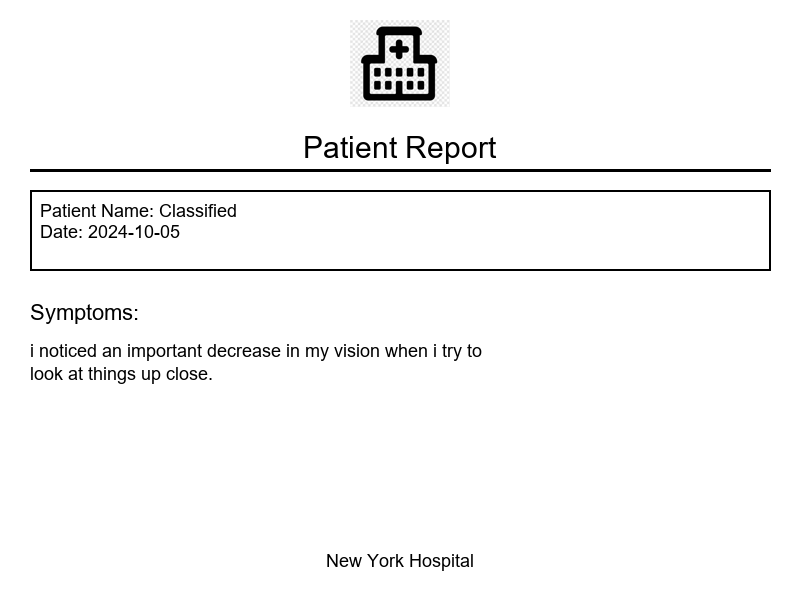 Patient Report
Patient Name: Classified
Date: 2024-10-05
Symptoms:
i noticed an important decrease in my vision when i try to
look at things up close.
New York Hospital